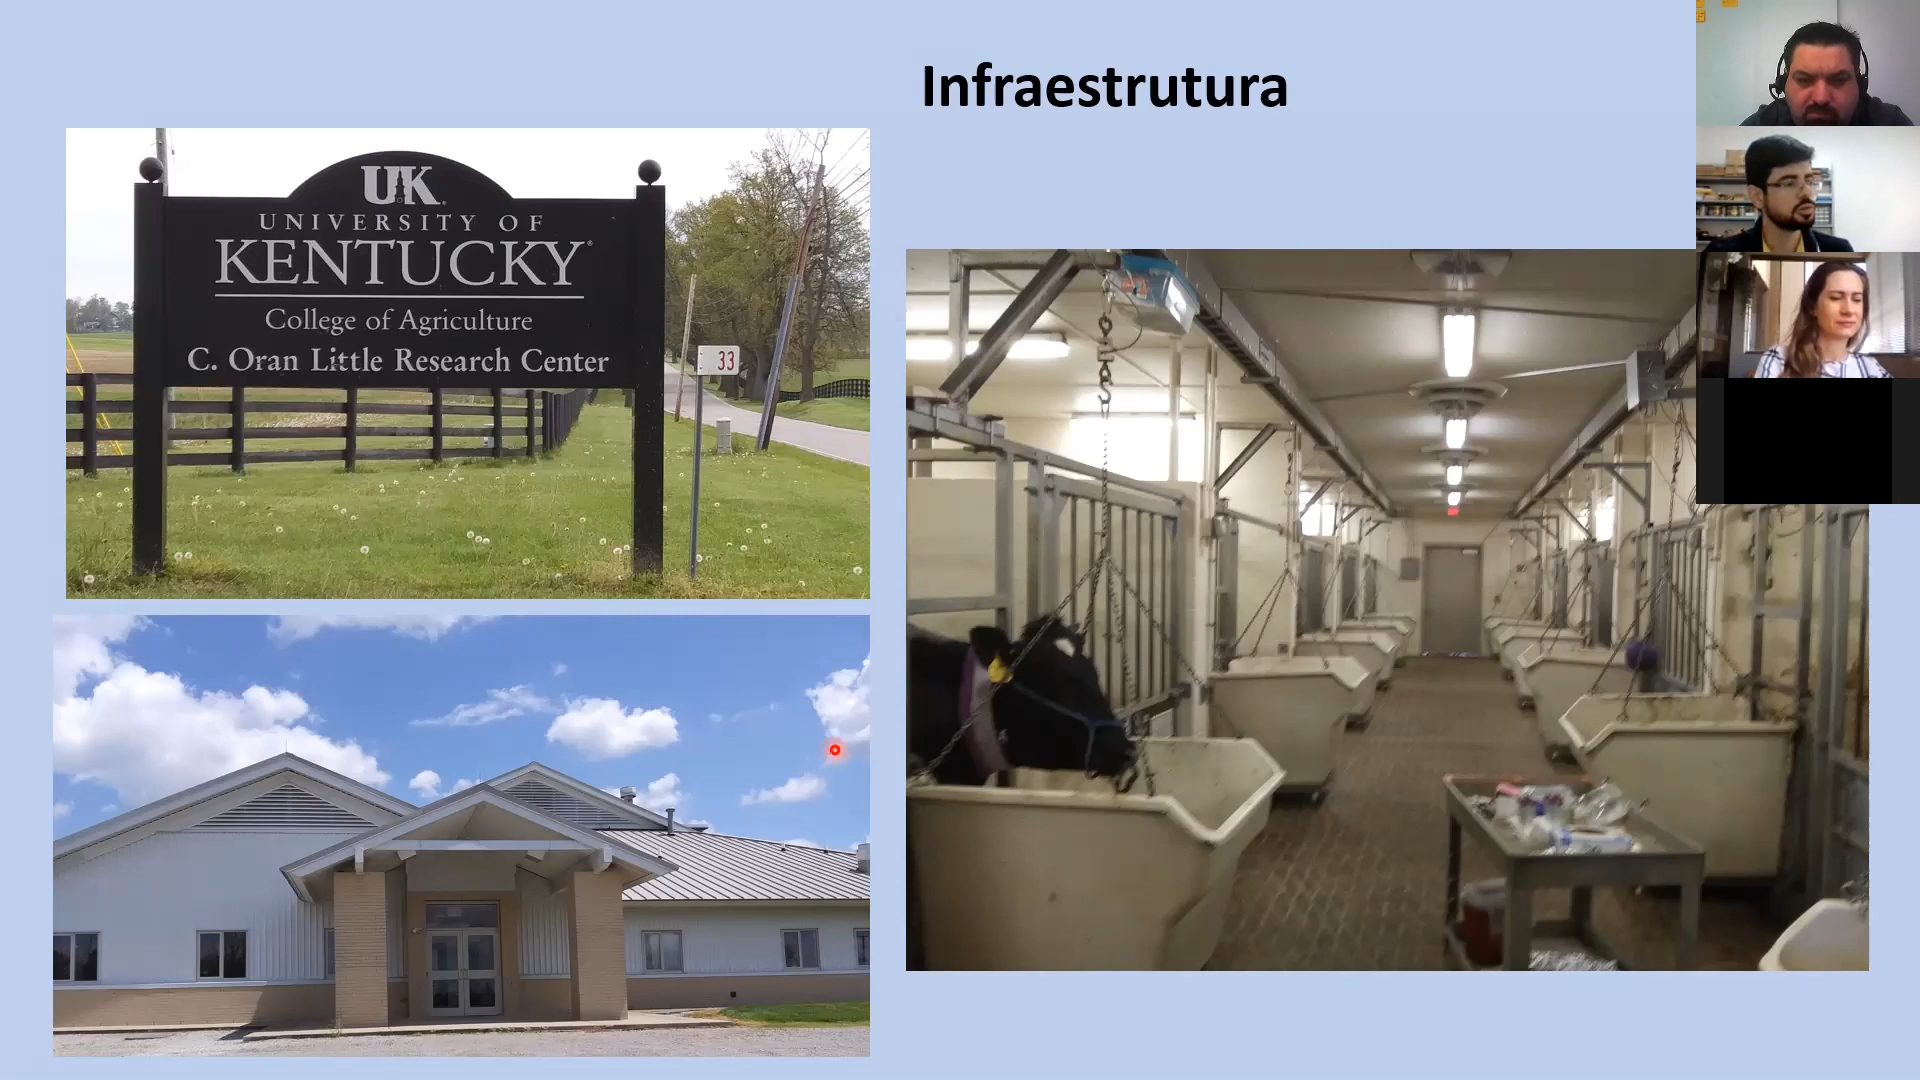 Infraestrutura
UK
UNIVERSITY OF
KENTUCKY
College of Agriculture
C. Oran Little Research Center
33